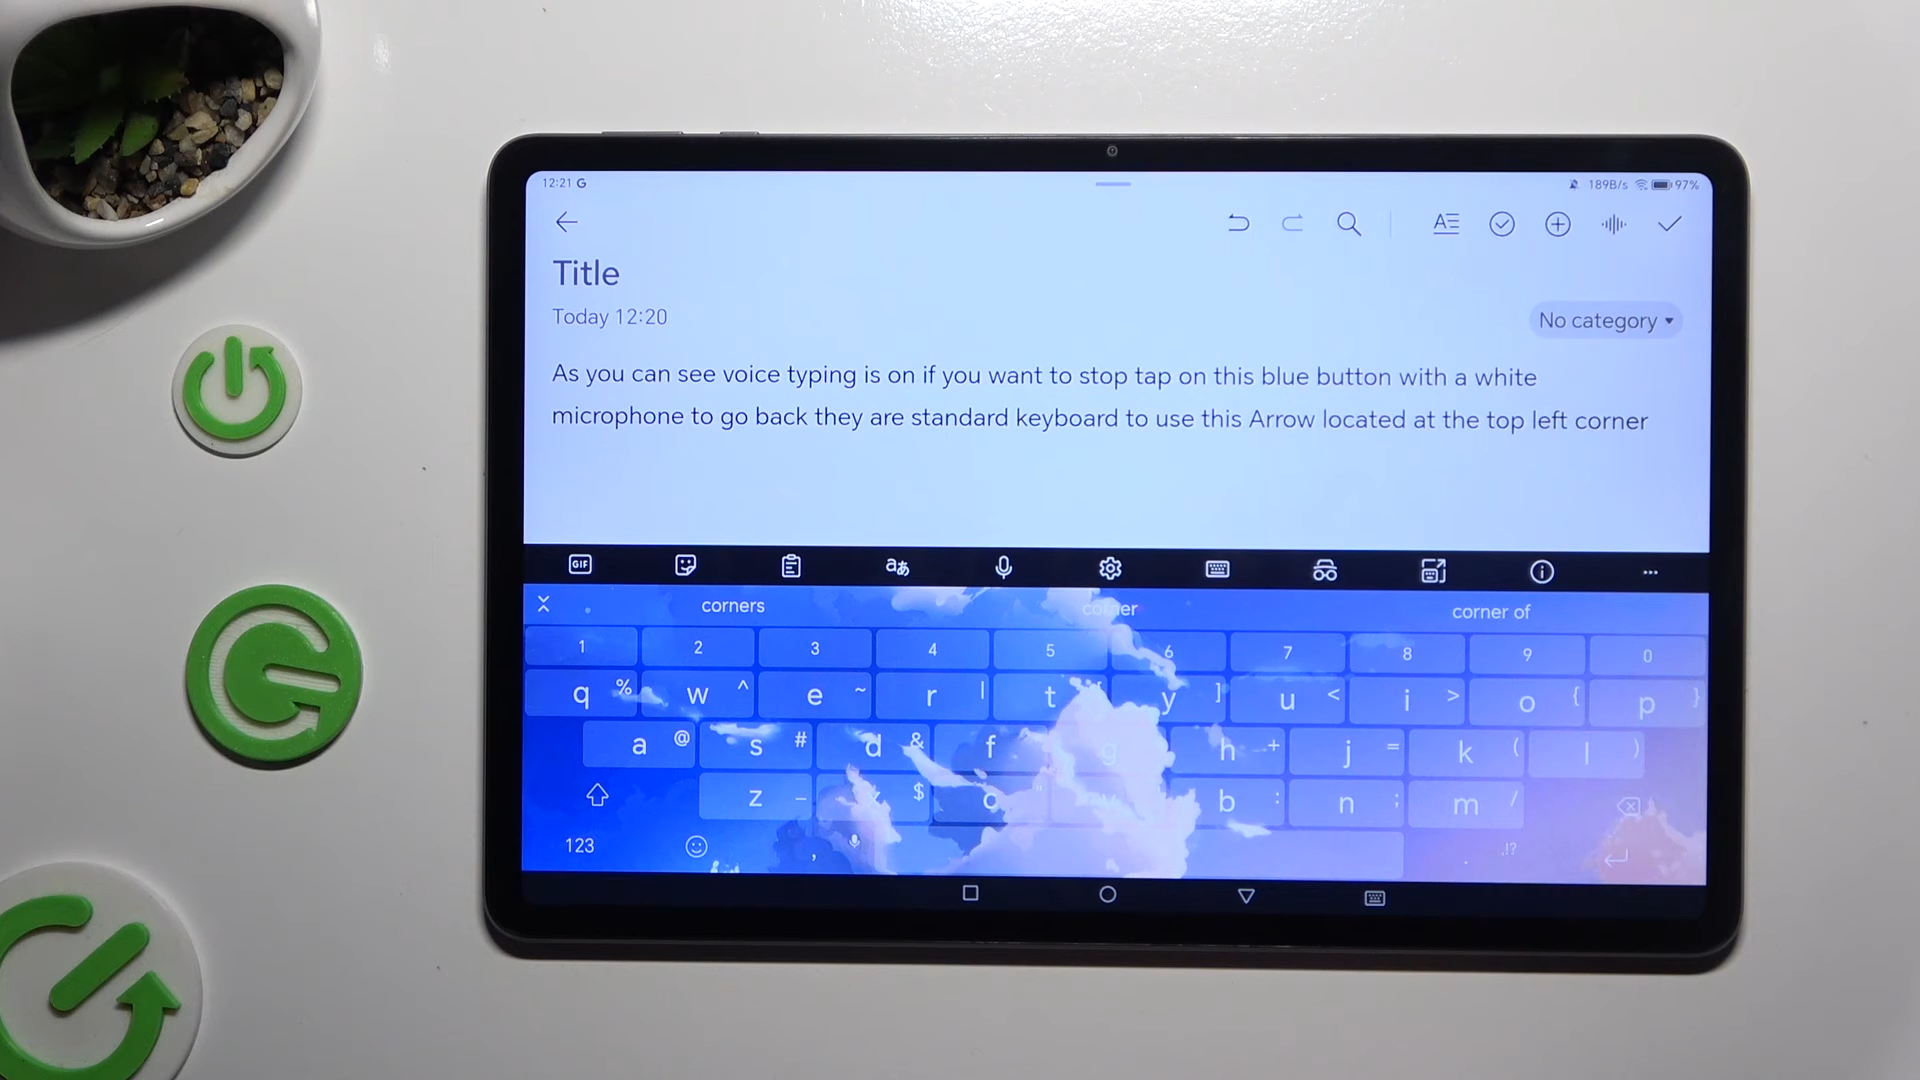 12:21 G
189B/s 97%
Title
Today 12:20
No category
As you can see voice typing is on if you want to stop tap on this blue button with a white
microphone to go back they are standard keyboard to use this Arrow located at the top left corner
GIF
corners corner corner of
1 2 3 4 5 6 7 8 9 0
q % w ^ e ~ r | t y ] u < i > o { p }
a @ s # d & f g h + j = k ( l )
z _ $ c " v b : n ; m /
123 , . ,!?